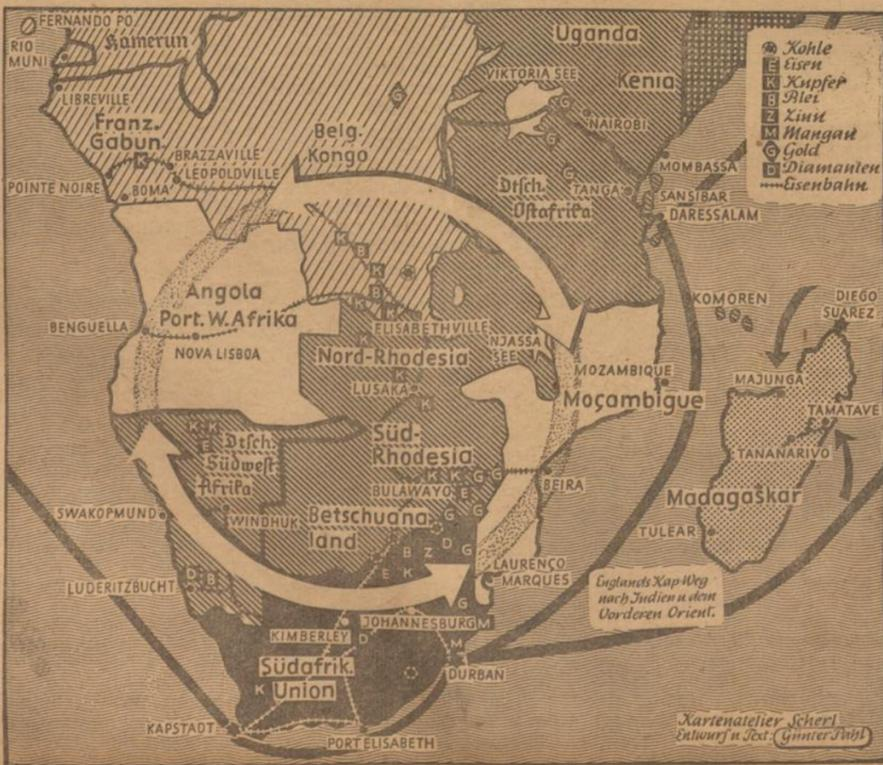 FERNANDO PO
RIO
MUNI
Kamerun
LIBREVILLE
Franz.
Gabun
K
BRAZZAVILLE
LEOPOLDVILLE
POINTE NOIRE
BOMA
Belg.
Kongo
G
Uganda
VIKTORIA SEE
Kenia
G
G
NAIROBI
G
MOMBASSA
Dtsch.
Ostafrika
TANGA
SANSIBAR
DARESSALAM
Kohle
E Eisen
K Kupfer
B Blei
Z Zinn
M Mangan
G Gold
D Diamanten
Eisenbahn
Angola
Port. W. Afrika
BENGUELLA
NOVA LISBOA
K
B
K
K
B
K
ELISABETHVILLE
K
Nord-Rhodesia
LUSAKA
K
K
NJASSA
SEE
MOZAMBIQUE
Moçambique
KOMOREN
DIEGO
SUAREZ
MAJUNGA
TAMATAVE
TANANARIVO
Madagaskar
TULEAR
K K
E
Dtsch.
Südwest
Afrika
SWAKOPMUND
WINDHUK
Betschuana
land
Süd-
Rhodesia
BULAWAYO
K K G G
E
G G
BEIRA
B Z D G
E K
LAURENÇO
MARQUES
LUDERITZBUCHT
D B
G
KIMBERLEY
D
JOHANNESBURG M
M
Südafrik.
Union
K
DURBAN
KAPSTADT
PORT ELISABETH
Englands Kap-Weg
nach Indien u dem
Vorderen Orient.
Kartenatelier Scherl
Entwurf u Text: Günter Pahl